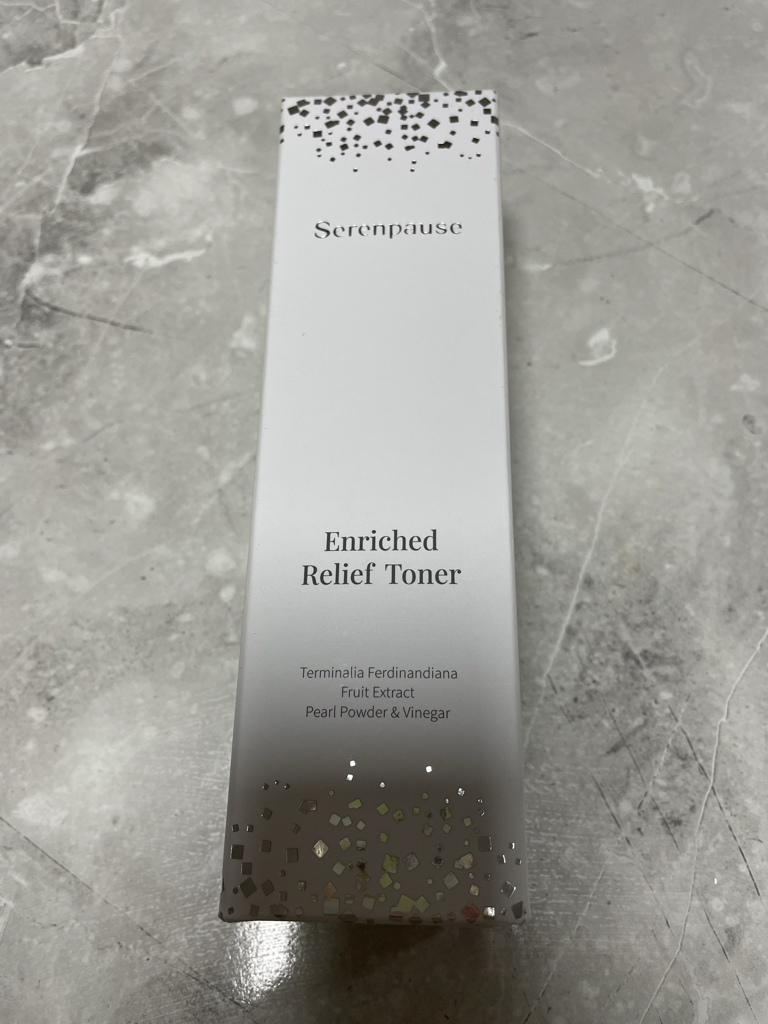 Serenpause
Enriched
Relief Toner
Terminalia Ferdinandiana
Fruit Extract
Pearl Powder & Vinegar